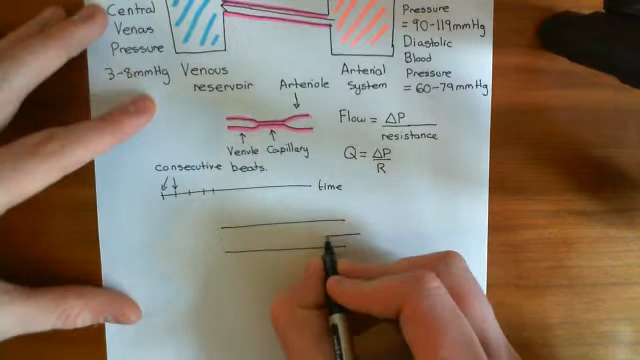 Central
Venous
Pressure
3-8mmHg
Venous
reservoir
Arterial
System
Pressure
= 90-119mmHg
Diastolic
Blood
Pressure
= 60-79mmHg
Arteriole
Venule
Capillary
Flow = ΔP
resistance
Q = ΔP
R
consecutive beats.
time